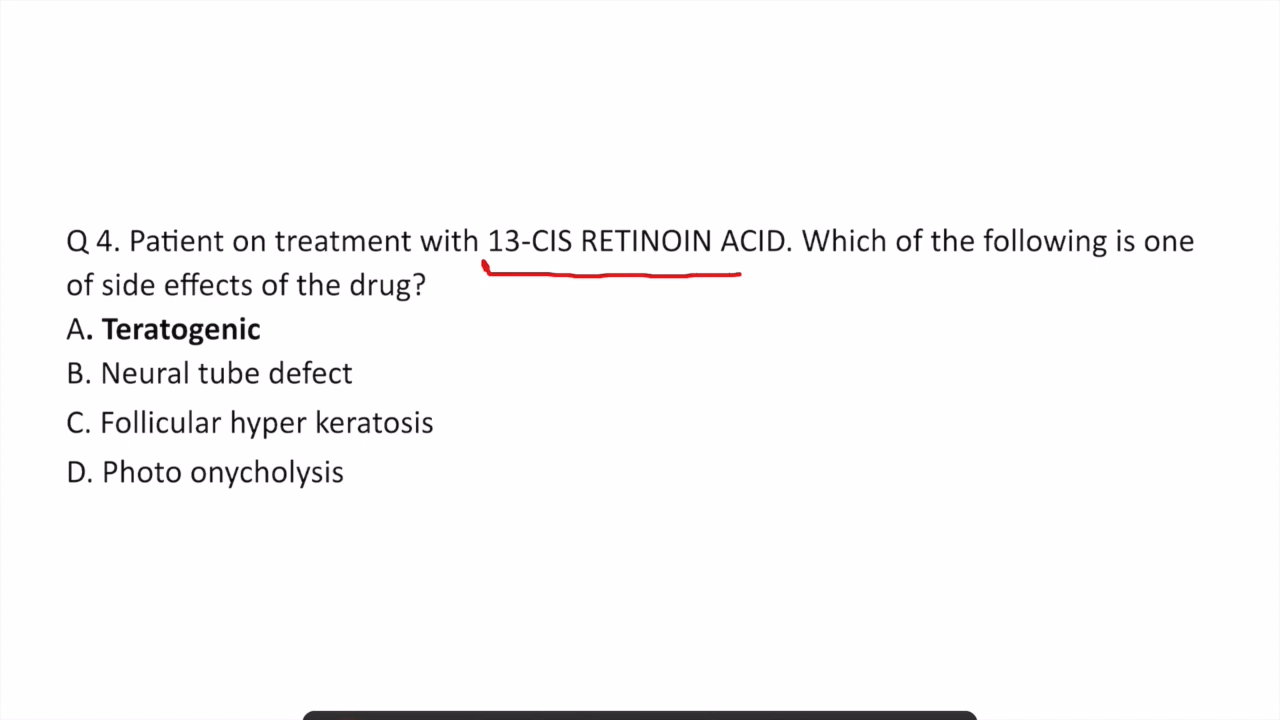 Q 4. Patient on treatment with 13-CIS RETINOIN ACID. Which of the following is one
of side effects of the drug?
A. Teratogenic
B. Neural tube defect
C. Follicular hyper keratosis
D. Photo onycholysis